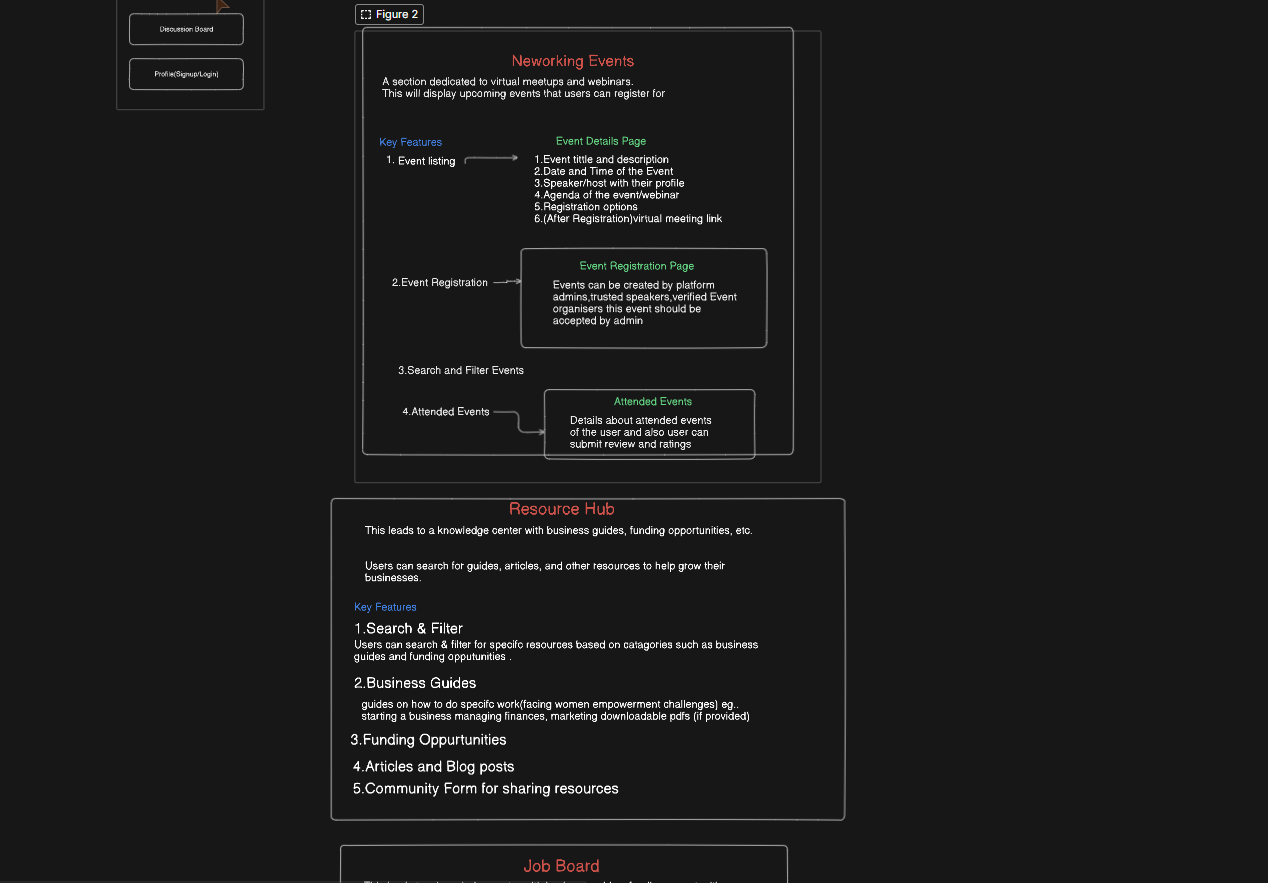 Discussion Board
Profile(Signup/Login)
Figure 2
Neworking Events
A section dedicated to virtual meetups and webinars.
This will display upcoming events that users can register for
Key Features
1. Event listing
Event Details Page
1.Event tittle and description
2.Date and Time of the Event
3.Speaker/host with their profile
4.Agenda of the event/webinar
5.Registration options
6.(After Registration)virtual meeting link
2.Event Registration
Event Registration Page
Events can be created by platform
admins,trusted speakers,verified Event
organisers this event should be
accepted by admin
3.Search and Filter Events
4.Attended Events
Attended Events
Details about attended events
of the user and also user can
submit review and ratings
Resource Hub
This leads to a knowledge center with business guides, funding opportunities, etc.
Users can search for guides, articles, and other resources to help grow their
businesses.
Key Features
1.Search & Filter
Users can search & filter for specifc resources based on catagories such as business
guides and funding opputunities .
2.Business Guides
guides on how to do specifc work(facing women empowerment challenges) eg..
starting a business managing finances, marketing downloadable pdfs (if provided)
3.Funding Oppurtunities
4.Articles and Blog posts
5.Community Form for sharing resources
Job Board